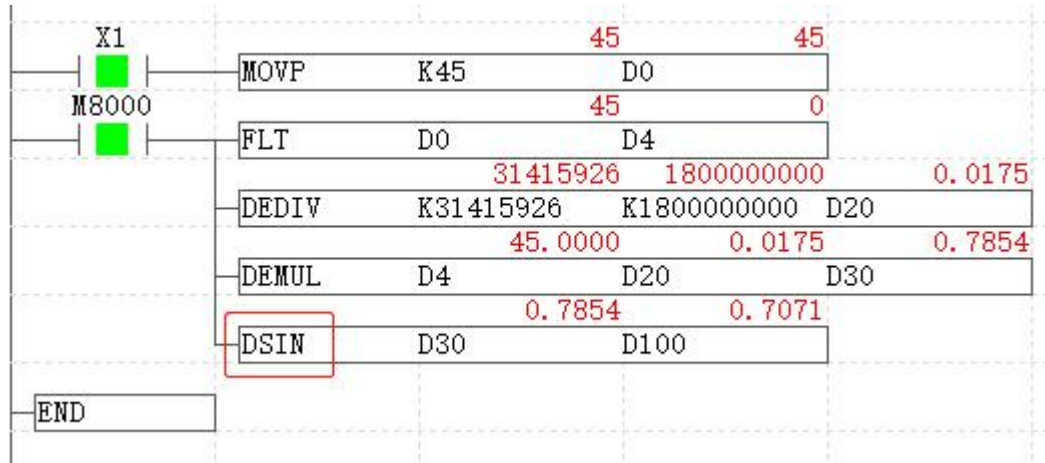 X1
45 45
MOVP K45 D0
M8000
45 0
FLT D0 D4
31415926 1800000000 0.0175
DEDIV K31415926 K1800000000 D20
45.0000 0.0175 0.7854
DEMUL D4 D20 D30
0.7854 0.7071
DSIN D30 D100
END